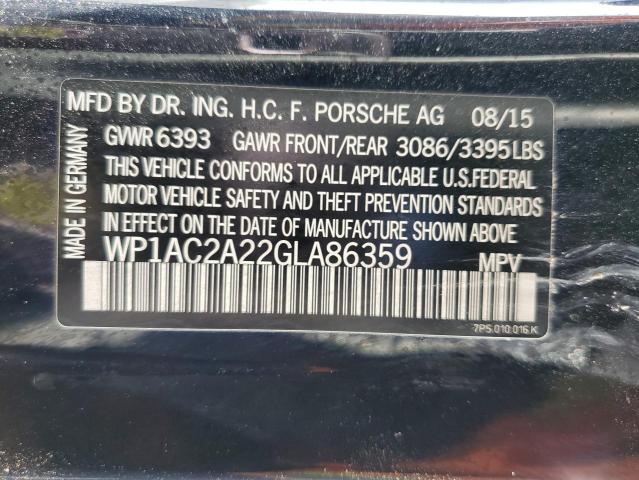 MFD BY DR. ING. H.C. F. PORSCHE AG 08/15
GWWR 6393 GAWR FRONT/REAR 3086/3395 LBS
THIS VEHICLE CONFORMS TO ALL APPLICABLE U.S.FEDERAL
MOTOR VEHICLE SAFETY AND THEFT PREVENTION STANDARDS
IN EFFECT ON THE DATE OF MANUFACTURE SHOWN ABOVE
WP1AC2A22GLA86359 MPV
7P5.010.016 K
MADE IN GERMANY